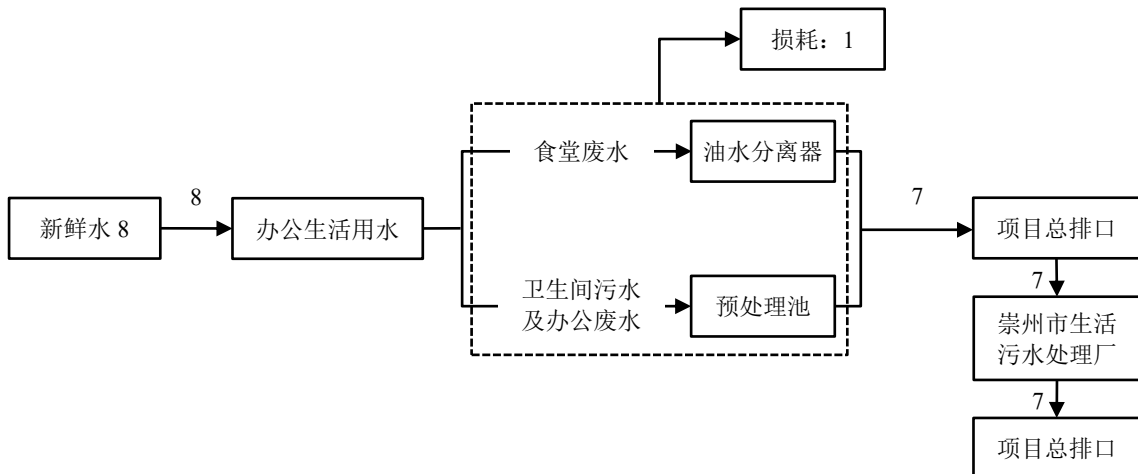 损耗：1
食堂废水
油水分离器
8
7
新鲜水 8
办公生活用水
项目总排口
7
卫生间污水
及办公废水
预处理池
崇州市生活
污水处理厂
7
项目总排口